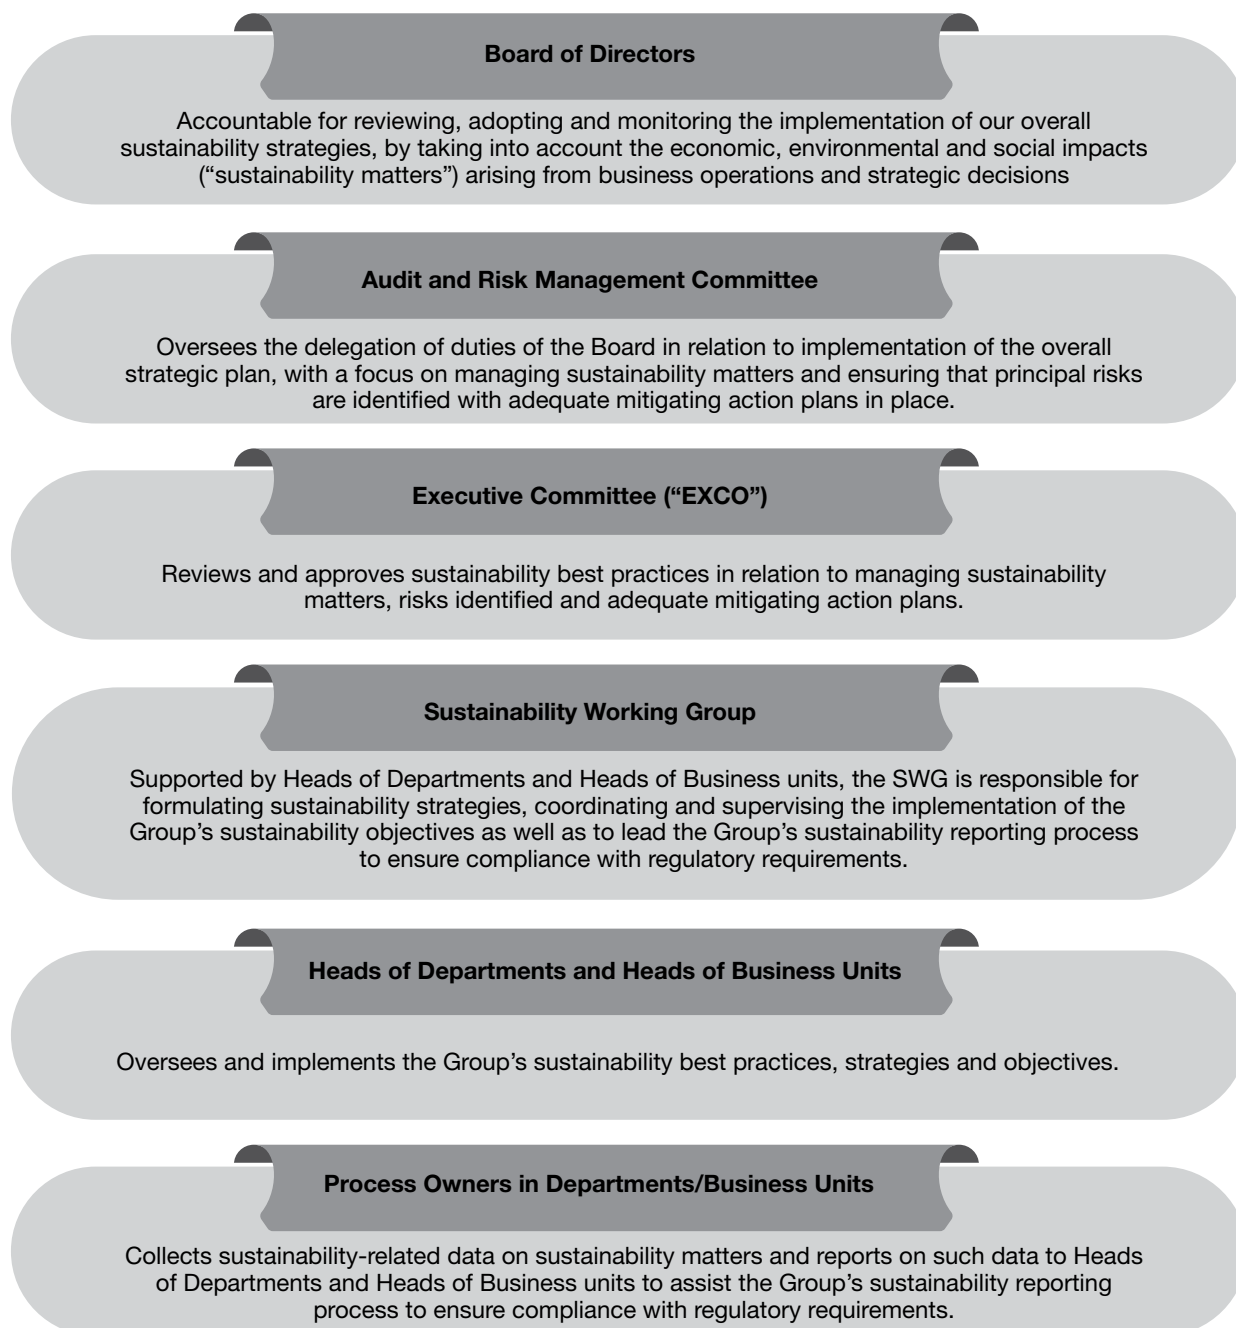 Board of Directors
Accountable for reviewing, adopting and monitoring the implementation of our overall
sustainability strategies, by taking into account the economic, environmental and social impacts
(“sustainability matters”) arising from business operations and strategic decisions
Audit and Risk Management Committee
Oversees the delegation of duties of the Board in relation to implementation of the overall
strategic plan, with a focus on managing sustainability matters and ensuring that principal risks
are identified with adequate mitigating action plans in place.
Executive Committee (“EXCO”)
Reviews and approves sustainability best practices in relation to managing sustainability
matters, risks identified and adequate mitigating action plans.
Sustainability Working Group
Supported by Heads of Departments and Heads of Business units, the SWG is responsible for
formulating sustainability strategies, coordinating and supervising the implementation of the
Group’s sustainability objectives as well as to lead the Group’s sustainability reporting process
to ensure compliance with regulatory requirements.
Heads of Departments and Heads of Business Units
Oversees and implements the Group’s sustainability best practices, strategies and objectives.
Process Owners in Departments/Business Units
Collects sustainability-related data on sustainability matters and reports on such data to Heads
of Departments and Heads of Business units to assist the Group’s sustainability reporting
process to ensure compliance with regulatory requirements.